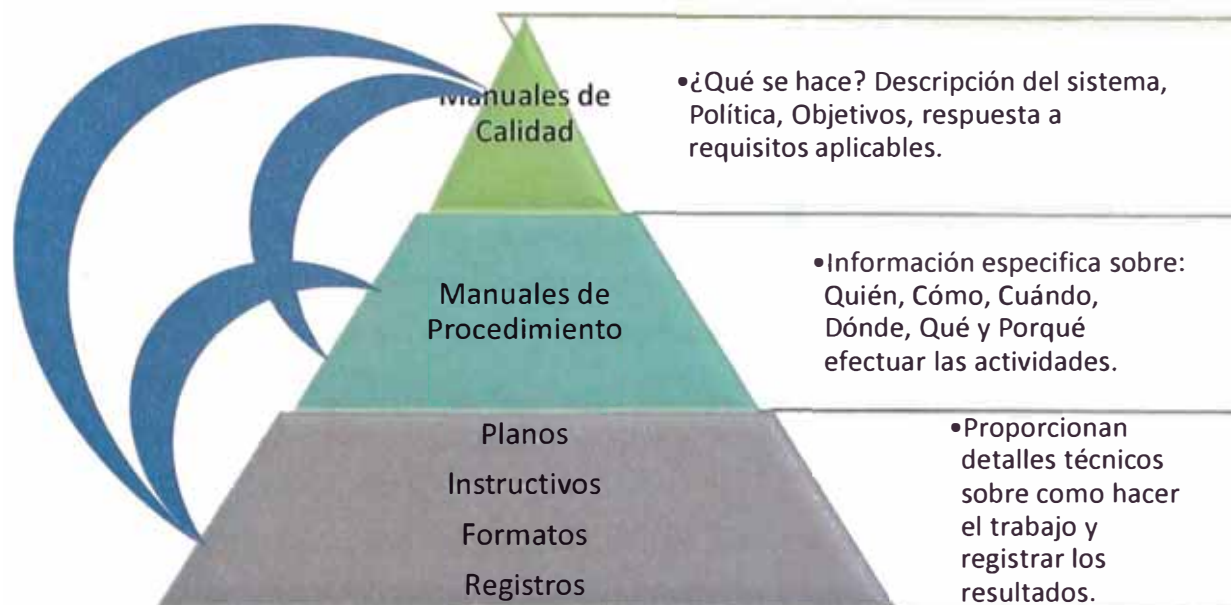 Manuales de
Calidad
•¿Qué se hace? Descripción del sistema,
Política, Objetivos, respuesta a
requisitos aplicables.
Manuales de
Procedimiento
•Información especifica sobre:
Quién, Cómo, Cuándo,
Dónde, Qué y Porqué
efectuar las actividades.
Planos
Instructivos
Formatos
Registros
•Proporcionan
detalles técnicos
sobre como hacer
el trabajo y
registrar los
resultados.